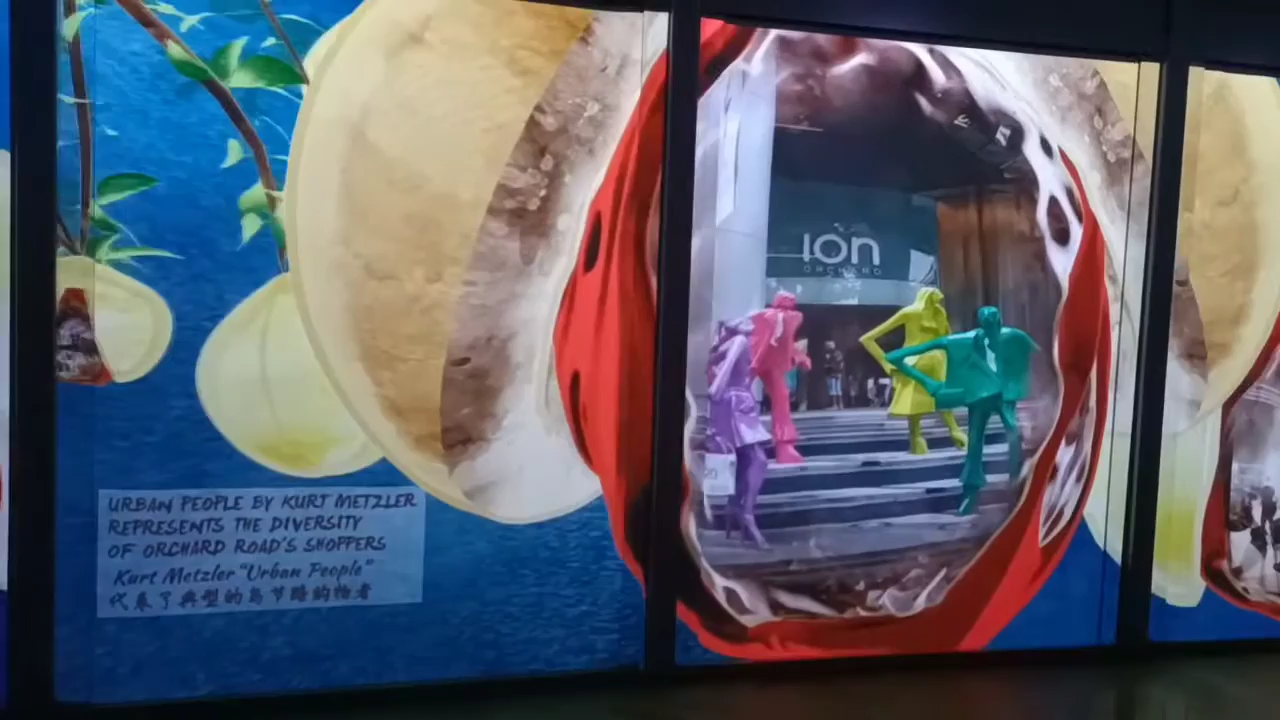 URBAN PEOPLE BY KURT METZLER
REPRESENTS THE DIVERSITY
OF ORCHARD ROAD'S SHOPPERS
Kurt Metzler "Urban People"
代表了典型的乌节路购物者
ION
ORCHARD